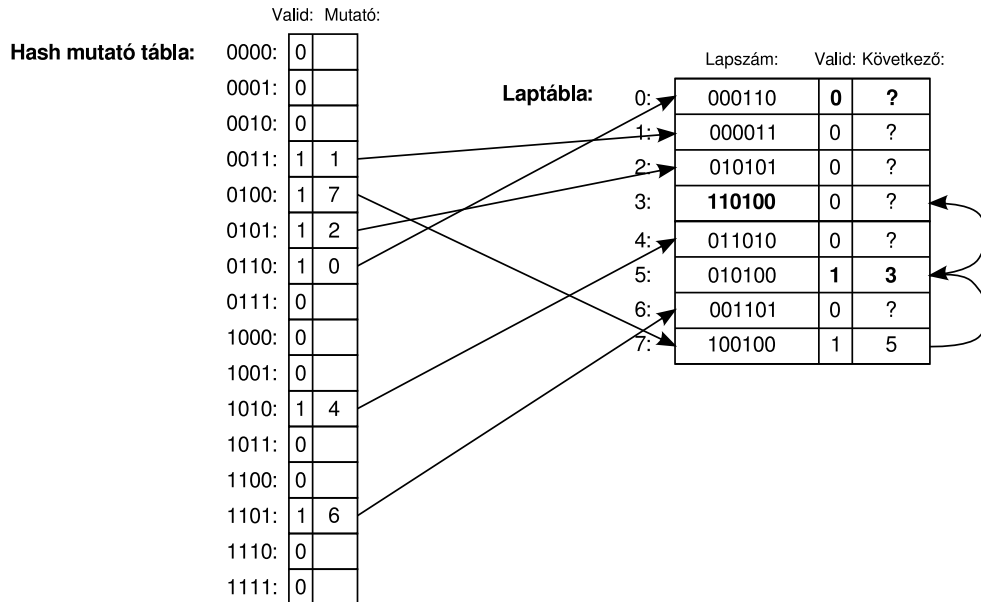 Valid: Mutató:
Hash mutató tábla:
0000: 0
0001: 0
0010: 0
0011: 1 1
0100: 1 7
0101: 1 2
0110: 1 0
0111: 0
1000: 0
1001: 0
1010: 1 4
1011: 0
1100: 0
1101: 1 6
1110: 0
1111: 0
Laptábla:
Lapszám: Valid: Következő:
0: 000110 0 ?
1: 000011 0 ?
2: 010101 0 ?
3: 110100 0 ?
4: 011010 0 ?
5: 010100 1 3
6: 001101 0 ?
7: 100100 1 5